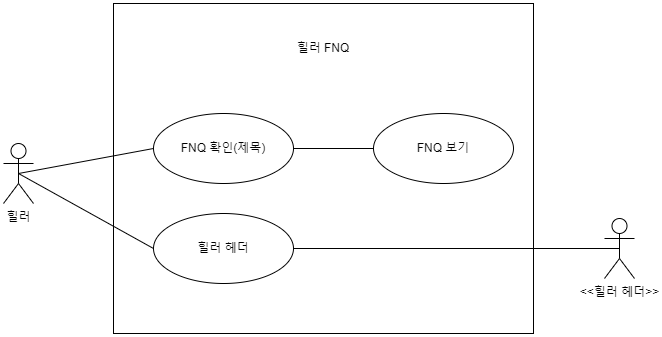 힐러 FNQ
FNQ 확인(제목)
FNQ 보기
힐러
힐러 헤더
<<힐러 헤더>>